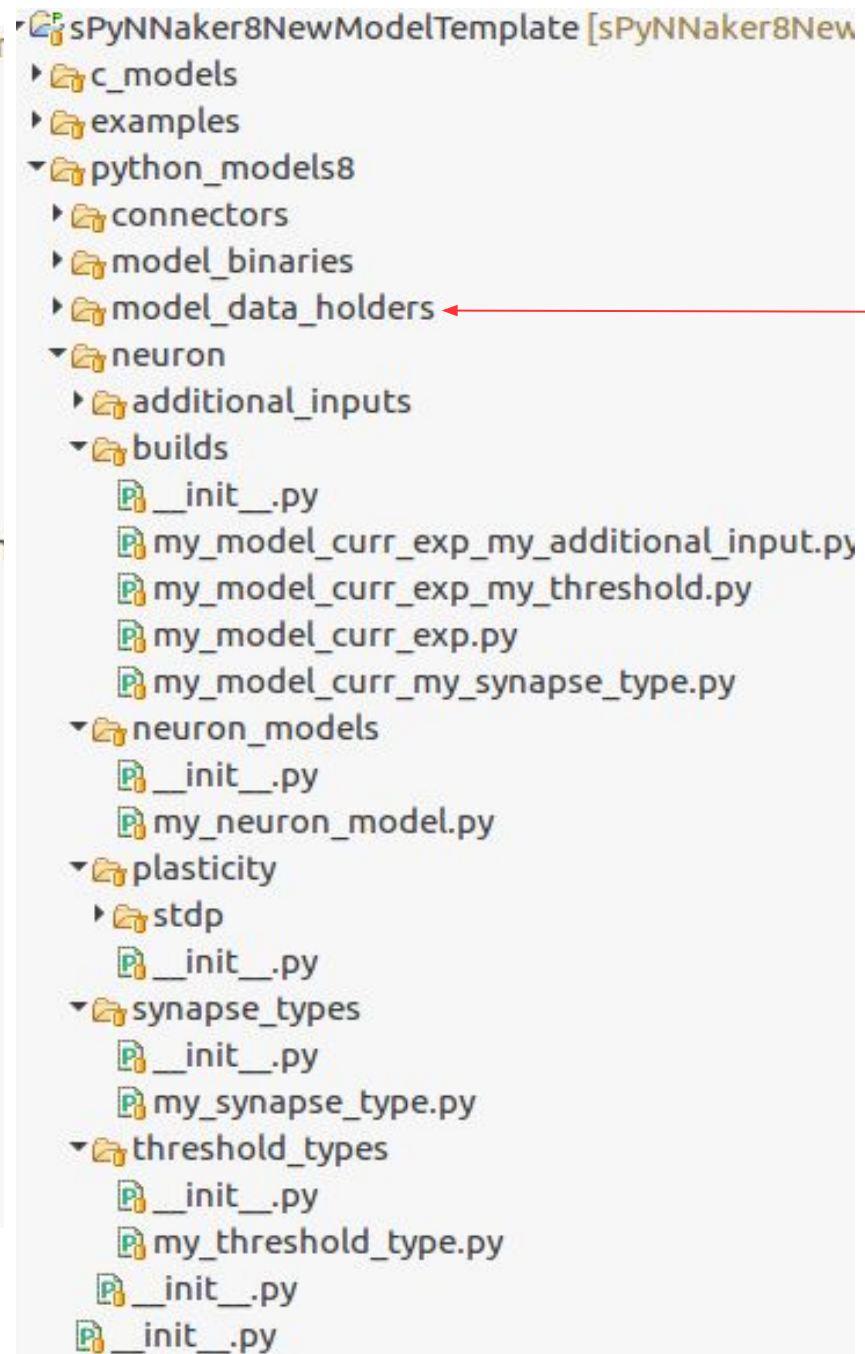 sPyNNaker8NewModelTemplate [sPyNNaker8New
c_models
examples
python_models8
connectors
model_binaries
model_data_holders
neuron
additional_inputs
builds
__init__.py
my_model_curr_exp_my_additional_input.py
my_model_curr_exp_my_threshold.py
my_model_curr_exp.py
my_model_curr_my_synapse_type.py
neuron_models
__init__.py
my_neuron_model.py
plasticity
stdp
__init__.py
synapse_types
__init__.py
my_synapse_type.py
threshold_types
__init__.py
my_threshold_type.py
__init__.py
__init__.py